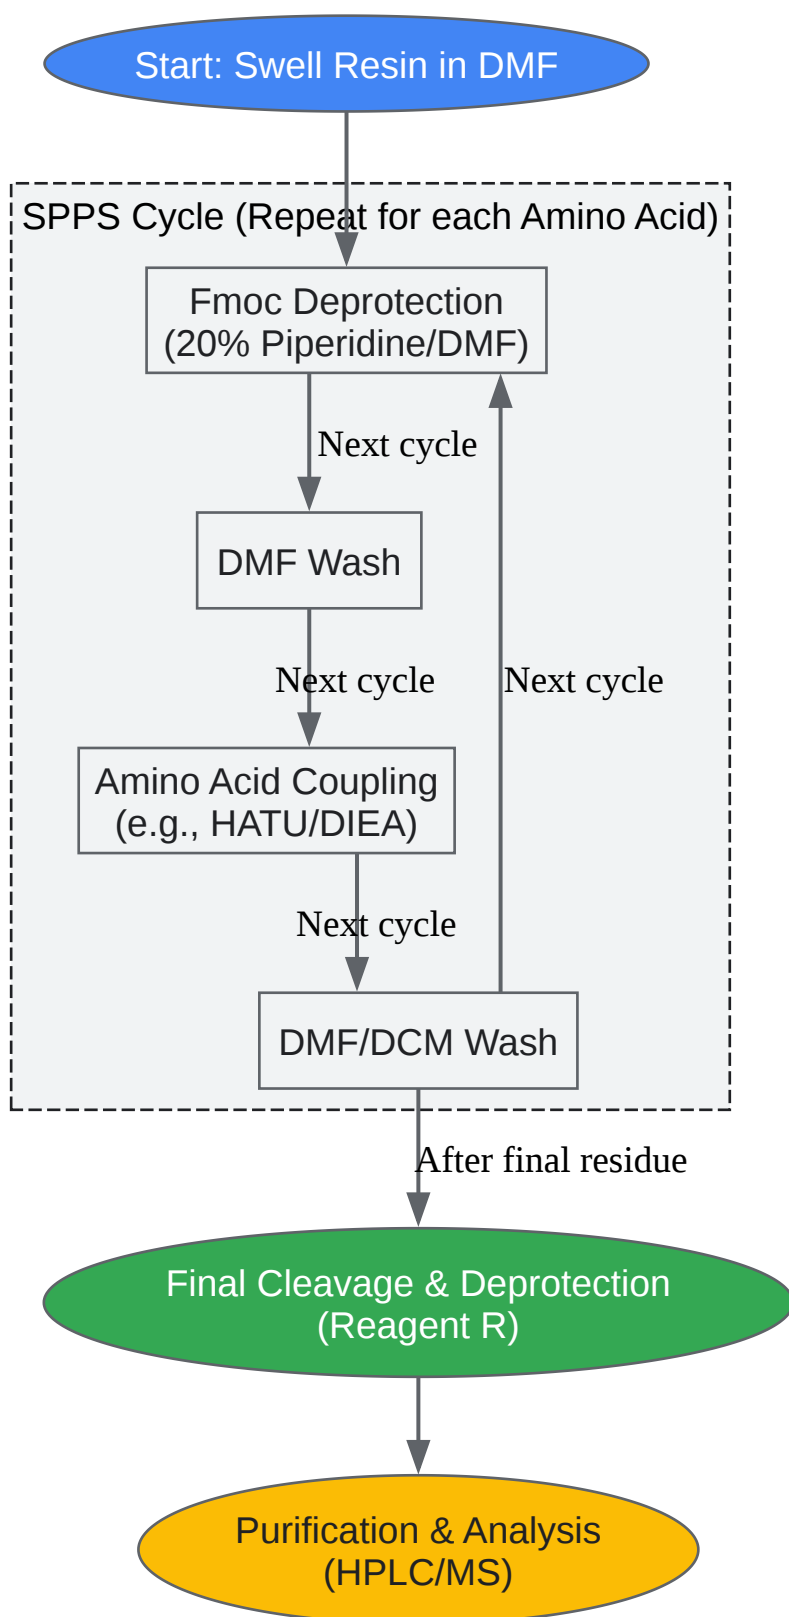 Start: Swell Resin in DMF
SPPS Cycle (Repeat for each Amino Acid)
Fmoc Deprotection
(20% Piperidine/DMF)
Next cycle
DMF Wash
Next cycle
Next cycle
Amino Acid Coupling
(e.g., HATU/DIEA)
Next cycle
DMF/DCM Wash
After final residue
Final Cleavage & Deprotection
(Reagent R)
Purification & Analysis
(HPLC/MS)